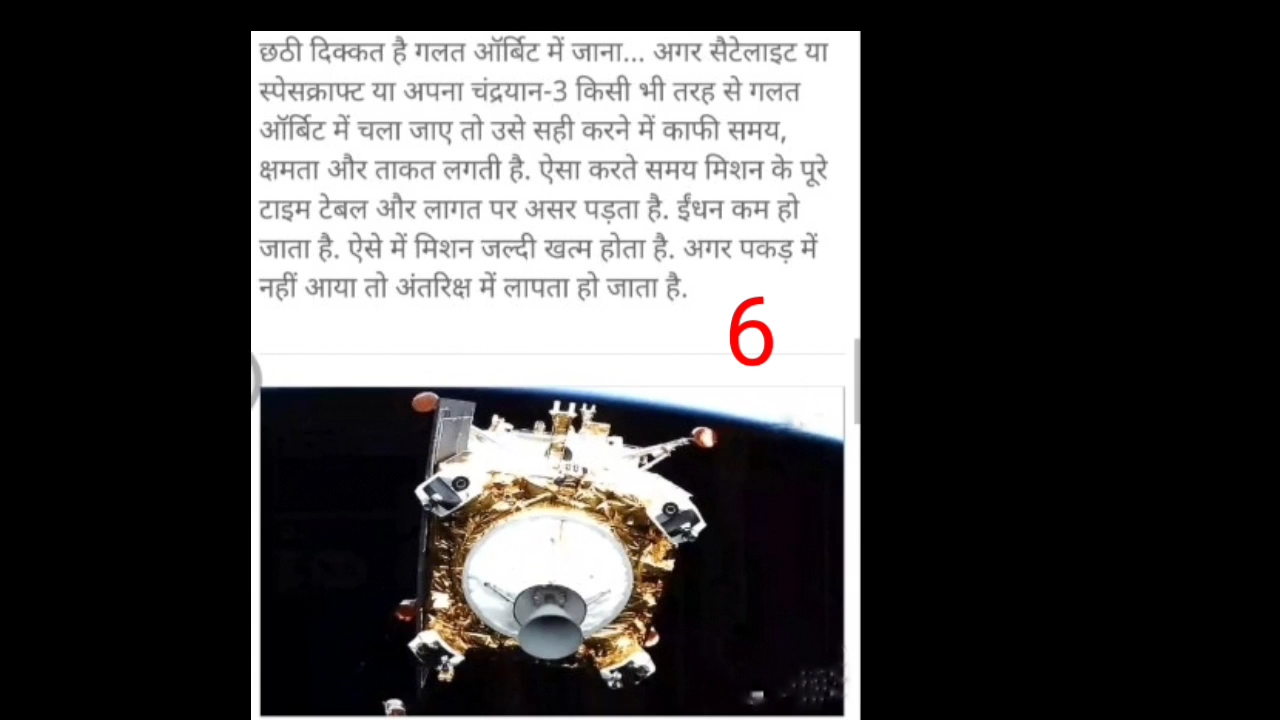 छठी दिक्कत है गलत ऑर्बिट में जाना... अगर सैटेलाइट या
स्पेसक्राफ्ट या अपना चंद्रयान-3 किसी भी तरह से गलत
ऑर्बिट में चला जाए तो उसे सही करने में काफी समय,
क्षमता और ताकत लगती है. ऐसा करते समय मिशन के पूरे
टाइम टेबल और लागत पर असर पड़ता है. ईंधन कम हो
जाता है. ऐसे में मिशन जल्दी खत्म होता है. अगर पकड़ में
नहीं आया तो अंतरिक्ष में लापता हो जाता है.
6